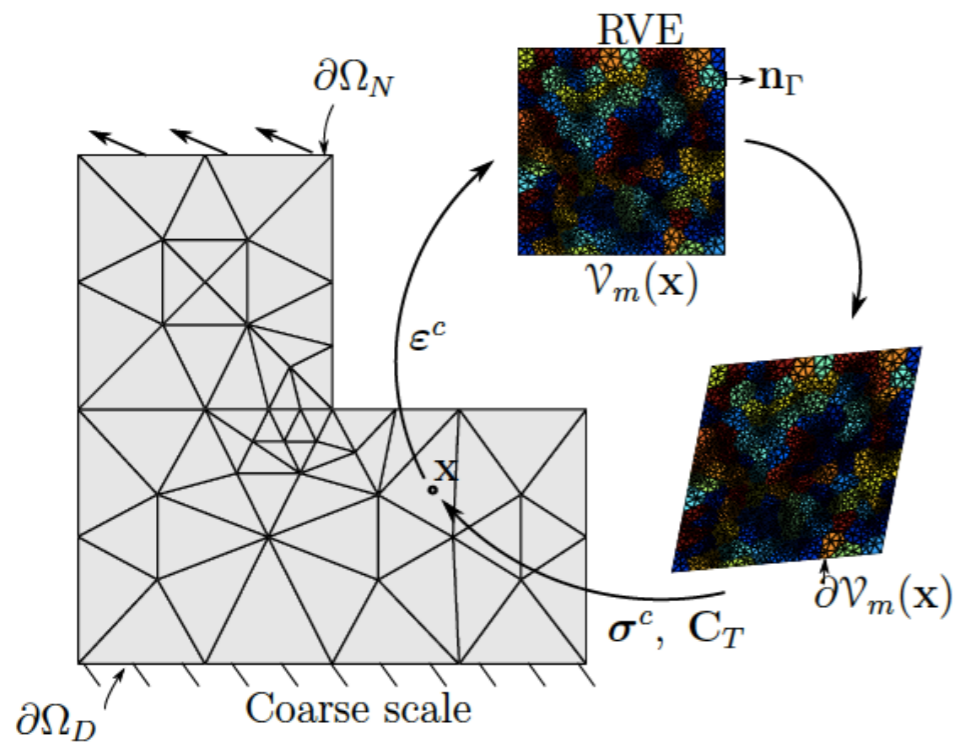 RVE
∂Ω_N
n_Γ
𝒱_m(x)
ε^c
x
∂𝒱_m(x)
σ^c, C_T
Coarse scale
∂Ω_D